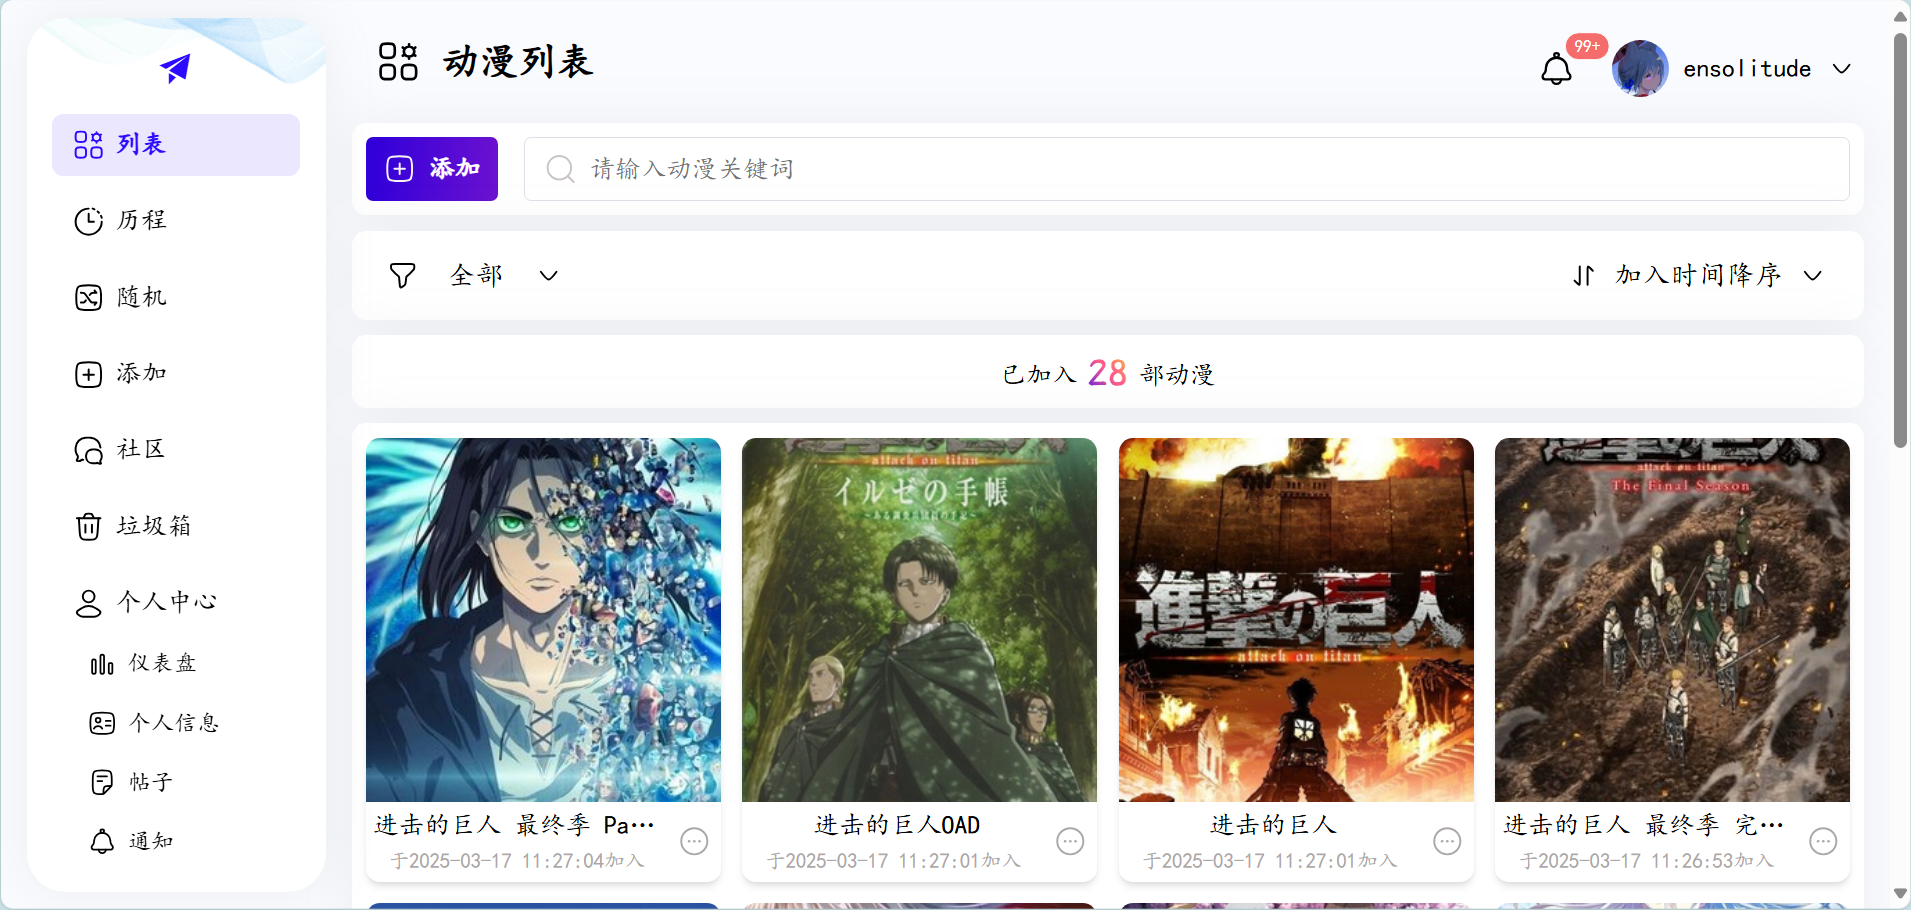 列表
历程
随机
添加
社区
垃圾箱
个人中心
仪表盘
个人信息
帖子
通知
动漫列表
99+
ensolitude
添加
请输入动漫关键词
全部
加入时间降序
已加入 28 部动漫
attack on titan
イルゼの手帳
進撃の巨人
attack on titan
attack on titan
The Final Season
进击的巨人 最终季 Pa…
于2025-03-17 11:27:04加入
进击的巨人OAD
于2025-03-17 11:27:01加入
进击的巨人
于2025-03-17 11:27:01加入
进击的巨人 最终季 完…
于2025-03-17 11:26:53加入